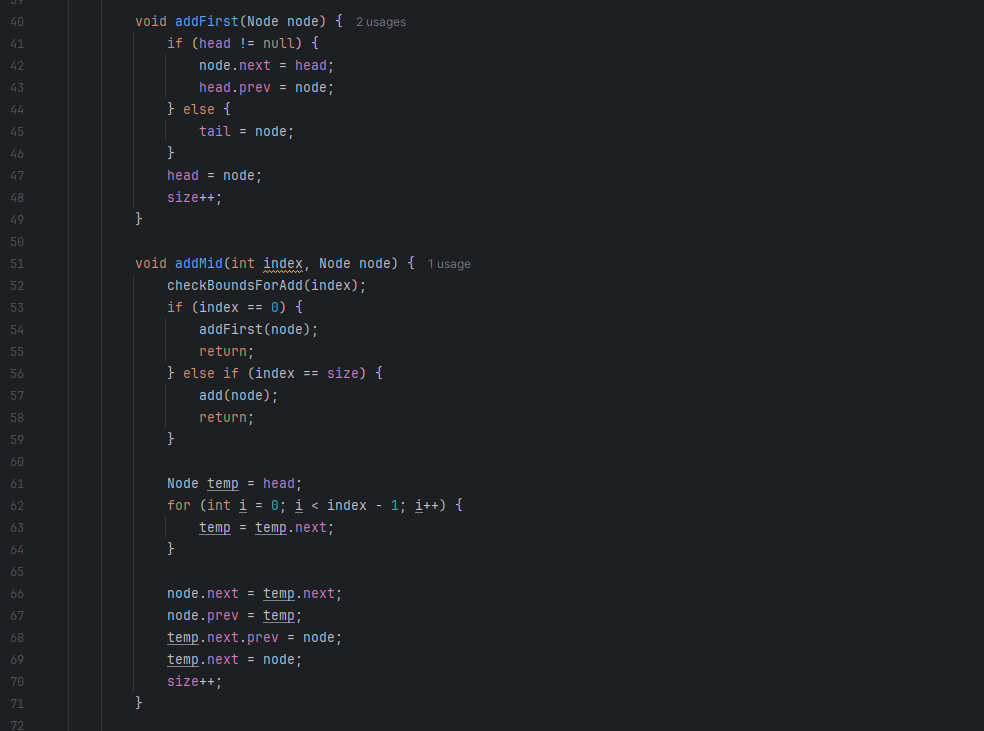 39
40 void addFirst(Node node) { 2 usages
41 if (head != null) {
42 node.next = head;
43 head.prev = node;
44 } else {
45 tail = node;
46 }
47 head = node;
48 size++;
49 }
50
51 void addMid(int index, Node node) { 1 usage
52 checkBoundsForAdd(index);
53 if (index == 0) {
54 addFirst(node);
55 return;
56 } else if (index == size) {
57 add(node);
58 return;
59 }
60
61 Node temp = head;
62 for (int i = 0; i < index - 1; i++) {
63 temp = temp.next;
64 }
65
66 node.next = temp.next;
67 node.prev = temp;
68 temp.next.prev = node;
69 temp.next = node;
70 size++;
71 }
72